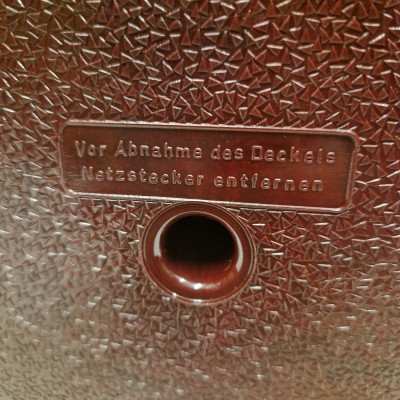 Vor Abnahme des Deckels
Netzstecker entfernen